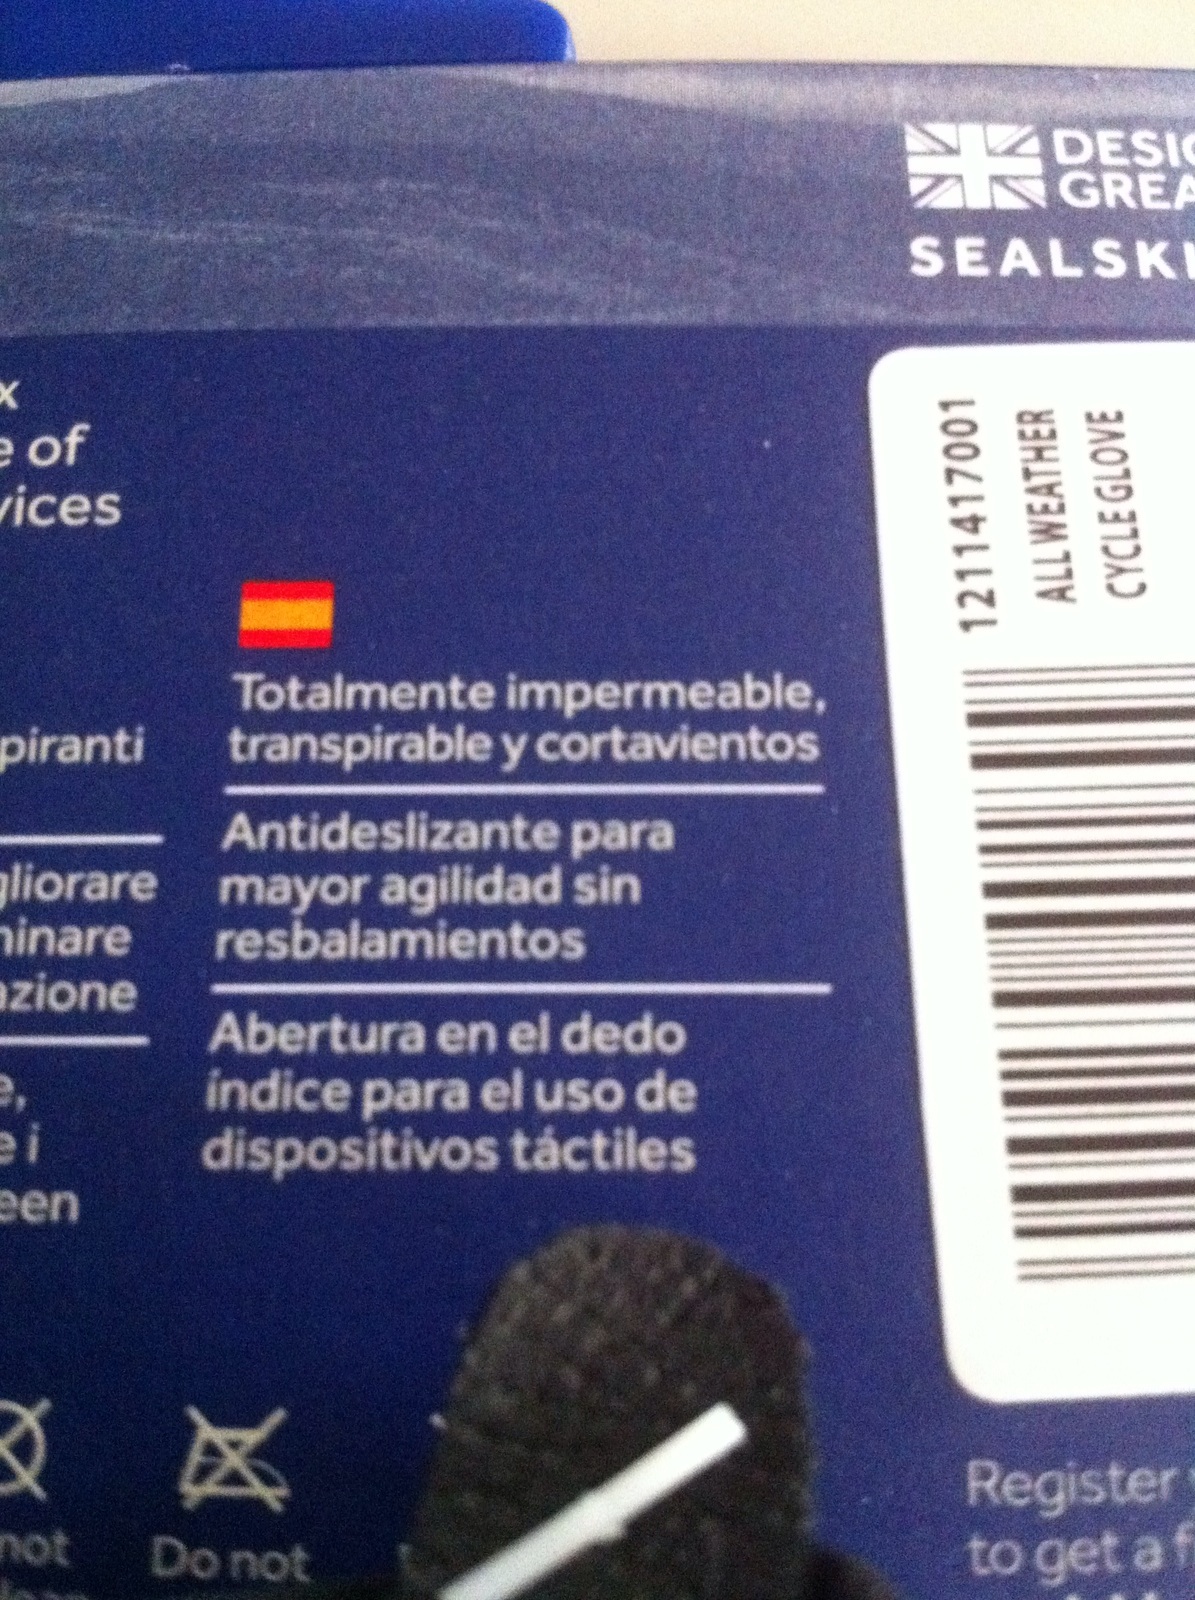 DESIG
GREA
SEALSKI
x
e of
vices
piranti
gliorare
ninare
azione
e,
e i
een
Totalmente impermeable,
transpirable y cortavientos
Antideslizante para
mayor agilidad sin
resbalamientos
Abertura en el dedo
índice para el uso de
dispositivos táctiles
1211417001
ALL WEATHER
CYCLE GLOVE
not
Do not
Register
to get a f